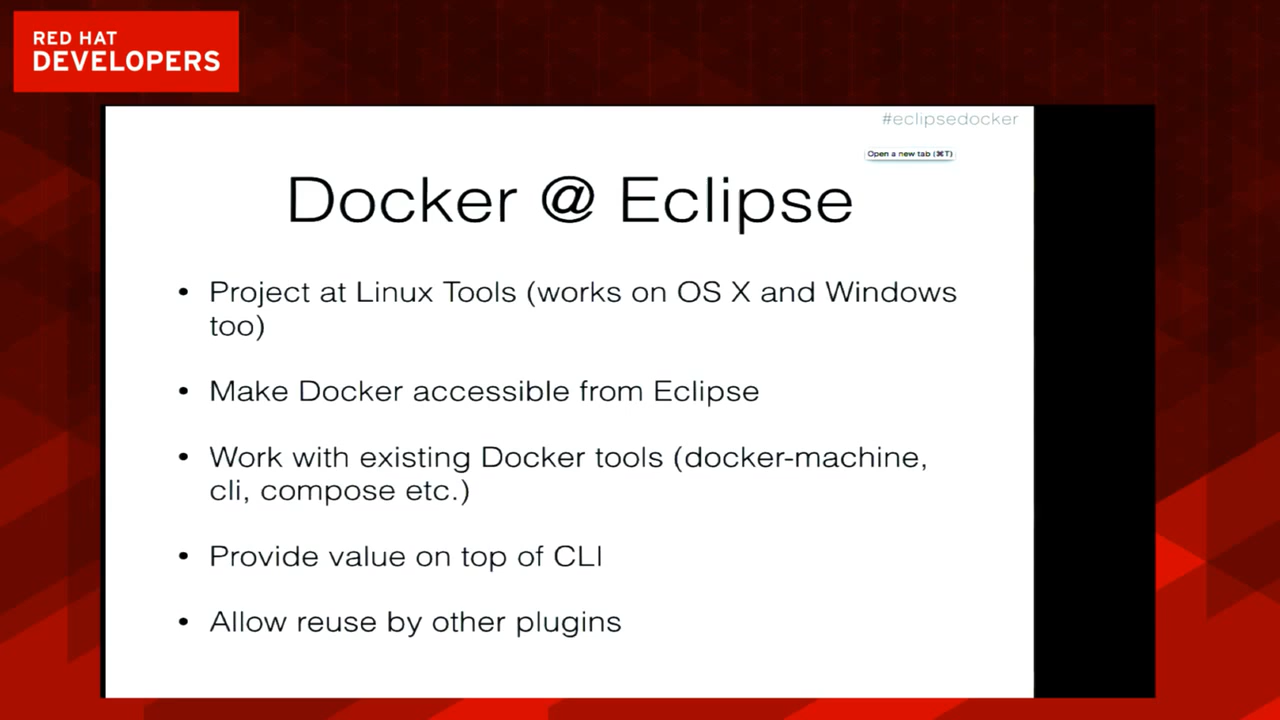 RED HAT
DEVELOPERS
#eclipsedocker
Open a new tab (⌘T)
Docker @ Eclipse
• Project at Linux Tools (works on OS X and Windows
too)
• Make Docker accessible from Eclipse
• Work with existing Docker tools (docker-machine,
cli, compose etc.)
• Provide value on top of CLI
• Allow reuse by other plugins